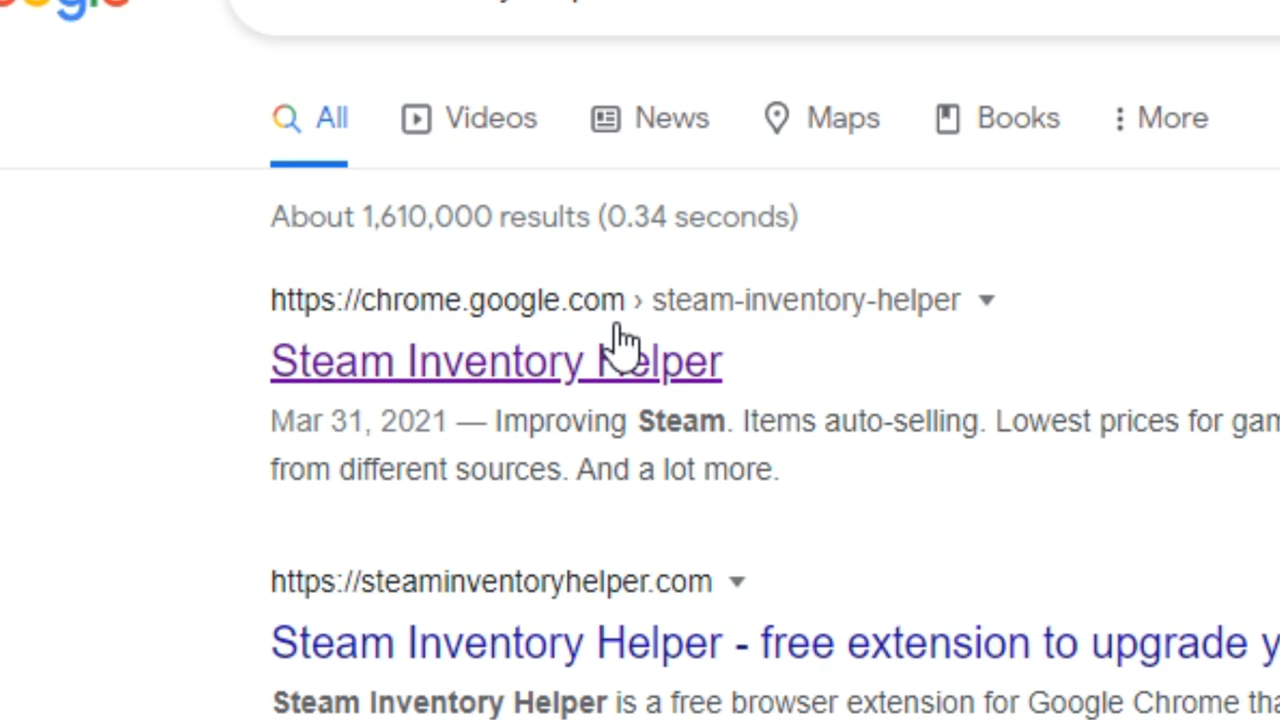 All Videos News Maps Books More
About 1,610,000 results (0.34 seconds)
https://chrome.google.com › steam-inventory-helper
Steam Inventory Helper
Mar 31, 2021 — Improving Steam. Items auto-selling. Lowest prices for gam
from different sources. And a lot more.
https://steaminventoryhelper.com
Steam Inventory Helper - free extension to upgrade y
Steam Inventory Helper is a free browser extension for Google Chrome tha